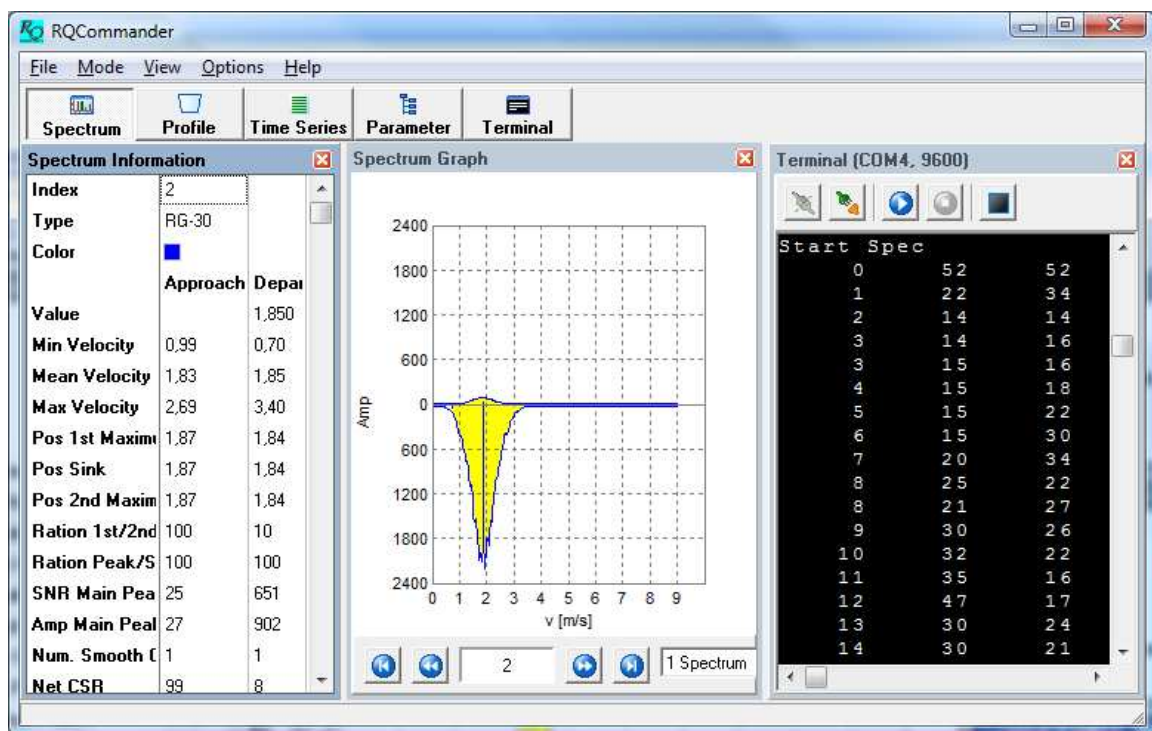 RQ RQCommander
File Mode View Options Help
Spectrum Profile Time Series Parameter Terminal
Spectrum Information
Index 2
Type RG-30
Color
Approach Depai
Value 1,850
Min Velocity 0,99 0,70
Mean Velocity 1,83 1,85
Max Velocity 2,69 3,40
Pos 1st Maximu 1,87 1,84
Pos Sink 1,87 1,84
Pos 2nd Maxim 1,87 1,84
Ration 1st/2nd 100 10
Ration Peak/S 100 100
SNR Main Pea 25 651
Amp Main Peal 27 902
Num. Smooth C 1 1
Net CSR 99 8
Spectrum Graph
2400
1800
1200
600
0
600
1200
1800
2400
Amp
0 1 2 3 4 5 6 7 8 9
v [m/s]
2
1 Spectrum
Terminal (COM4, 9600)
Start Spec
0 52 52
1 22 34
2 14 14
3 14 16
3 15 16
4 15 18
5 15 22
6 15 30
7 20 34
8 25 22
8 21 27
9 30 26
10 32 22
11 35 16
12 47 17
13 30 24
14 30 21